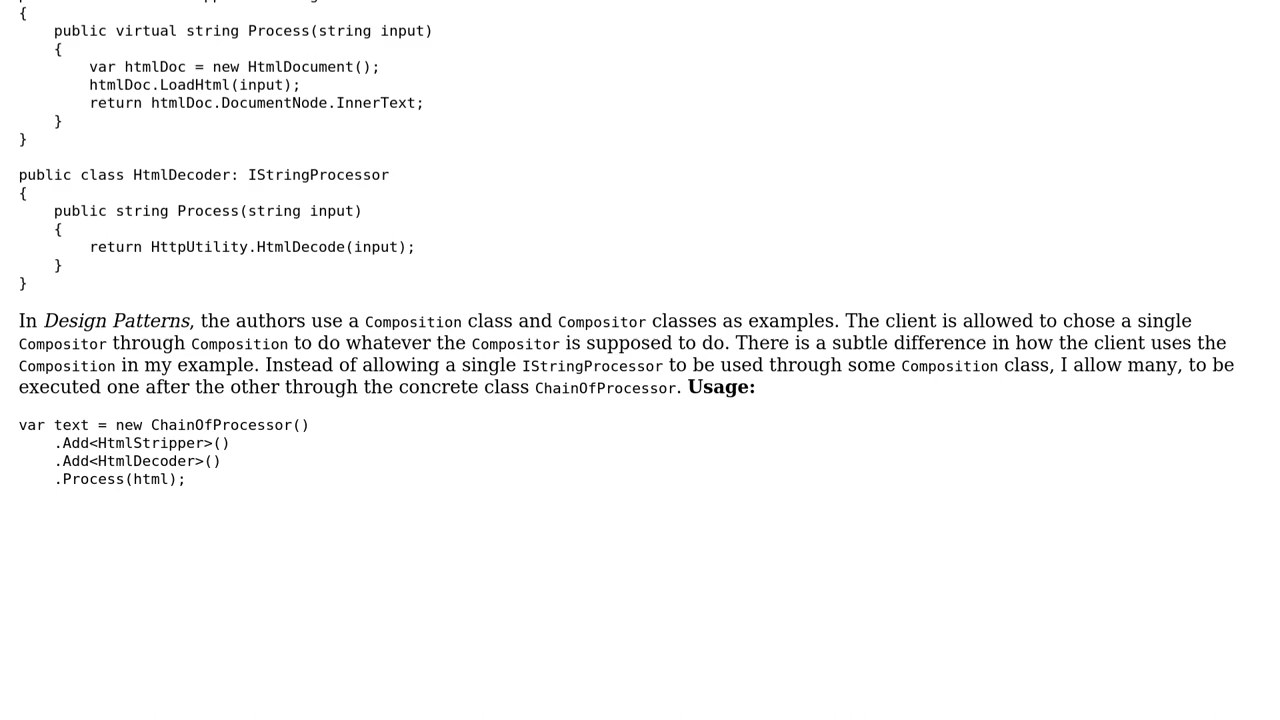 {
    public virtual string Process(string input)
    {
        var htmlDoc = new HtmlDocument();
        htmlDoc.LoadHtml(input);
        return htmlDoc.DocumentNode.InnerText;
    }
}
public class HtmlDecoder: IStringProcessor
{
    public string Process(string input)
    {
        return HttpUtility.HtmlDecode(input);
    }
}
In Design Patterns, the authors use a Composition class and Compositor classes as examples. The client is allowed to chose a single
Compositor through Composition to do whatever the Compositor is supposed to do. There is a subtle difference in how the client uses the
Composition in my example. Instead of allowing a single IStringProcessor to be used through some Composition class, I allow many, to be
executed one after the other through the concrete class ChainOfProcessor. Usage:
var text = new ChainOfProcessor()
    .Add<HtmlStripper>()
    .Add<HtmlDecoder>()
    .Process(html);